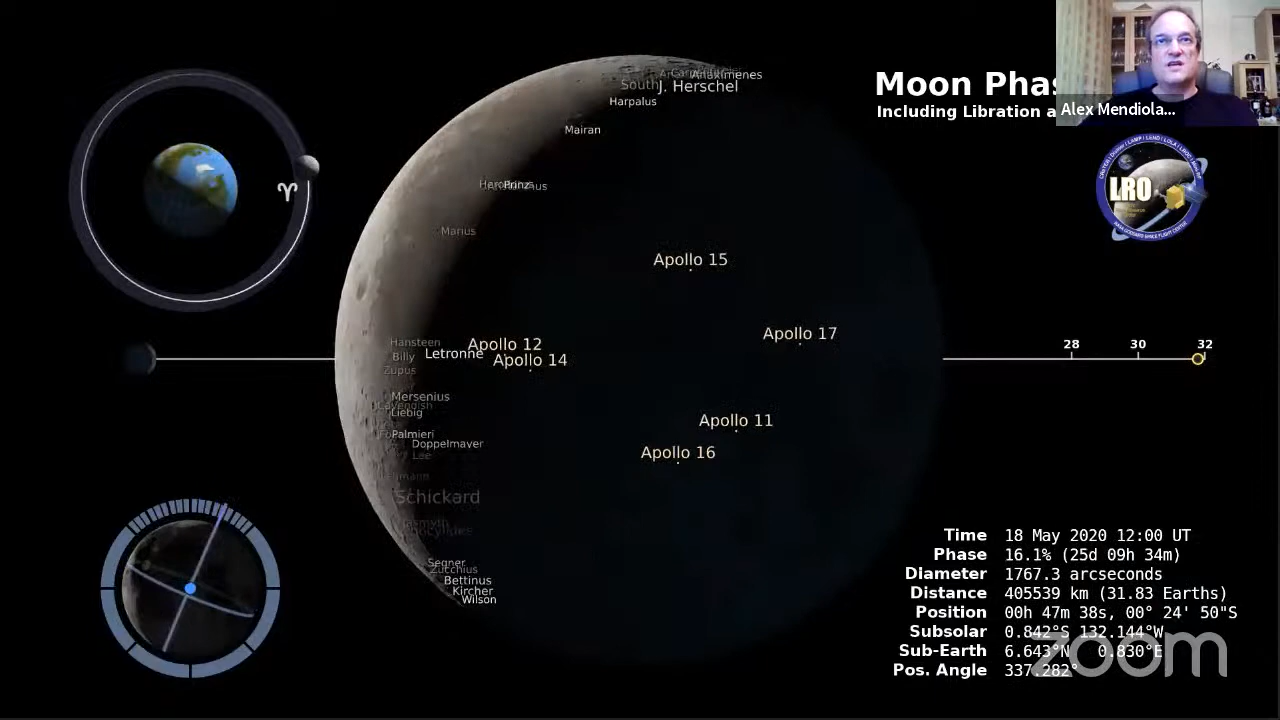 Moon Phas
Including Libration a
Alex Mendiola...
LRO
Anaximenes
South
J. Herschel
Harpalus
Mairan
Prinz
Marius
Apollo 15
Apollo 17
Hansteen
Apollo 12
Billy
Letronne
Apollo 14
Zupus
28 30 32
Mersenius
Cavendish
Liebig
Apollo 11
Palmieri
Doppelmayer
Lee
Apollo 16
Schickard
Segner
Zucchius
Bettinus
Kircher
Wilson
Time 18 May 2020 12:00 UT
Phase 16.1% (25d 09h 34m)
Diameter 1767.3 arcseconds
Distance 405539 km (31.83 Earths)
Position 00h 47m 38s, 00° 24' 50"S
Subsolar 0.842°S 132.144°W
Sub-Earth 6.643°N 0.830°E
Pos. Angle 337.282°
zoom